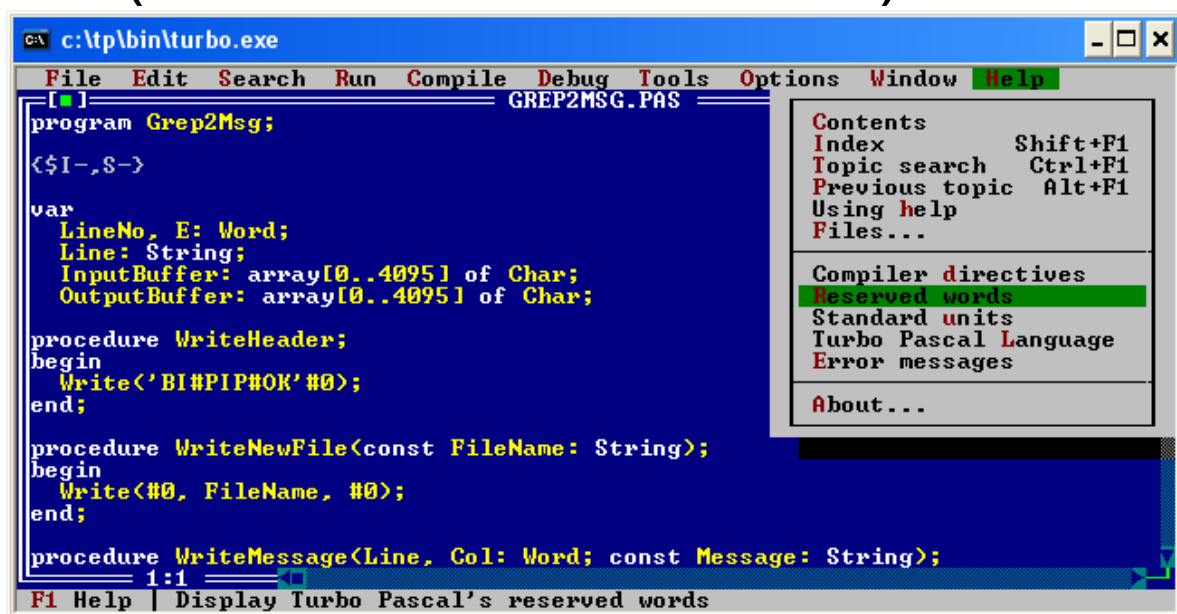 c:\tp\bin\turbo.exe
File Edit Search Run Compile Debug Tools Options Window Help
GREP2MSG.PAS
program Grep2Msg;
{$I-,S-}
var
LineNo, E: Word;
Line: String;
InputBuffer: array[0..4095] of Char;
OutputBuffer: array[0..4095] of Char;
procedure WriteHeader;
begin
Write('BI#PIP#OK'#0);
end;
procedure WriteNewFile(const FileName: String);
begin
Write(#0, FileName, #0);
end;
procedure WriteMessage(Line, Col: Word; const Message: String);
Contents
Index Shift+F1
Topic search Ctrl+F1
Previous topic Alt+F1
Using help
Files...
Compiler directives
Reserved words
Standard units
Turbo Pascal Language
Error messages
About...
1:1
F1 Help | Display Turbo Pascal's reserved words